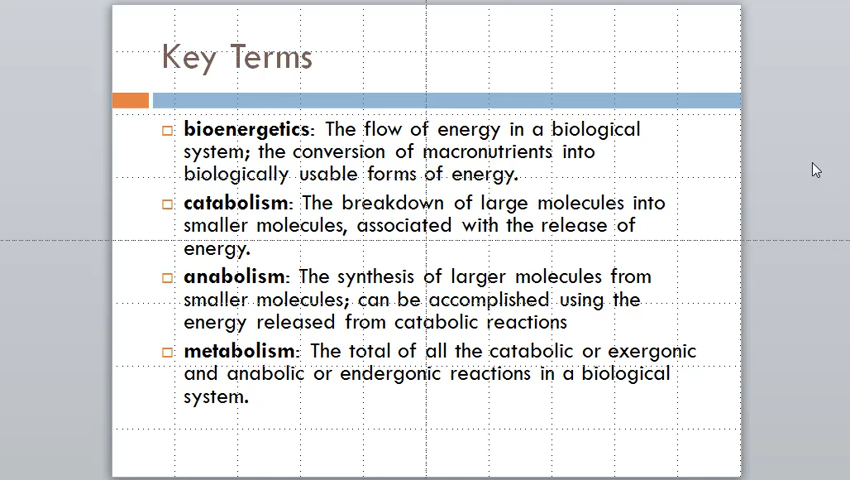 Key Terms
bioenergetics: The flow of energy in a biological
system; the conversion of macronutrients into
biologically usable forms of energy.
catabolism: The breakdown of large molecules into
smaller molecules, associated with the release of
energy.
anabolism: The synthesis of larger molecules from
smaller molecules; can be accomplished using the
energy released from catabolic reactions
metabolism: The total of all the catabolic or exergonic
and anabolic or endergonic reactions in a biological
system.